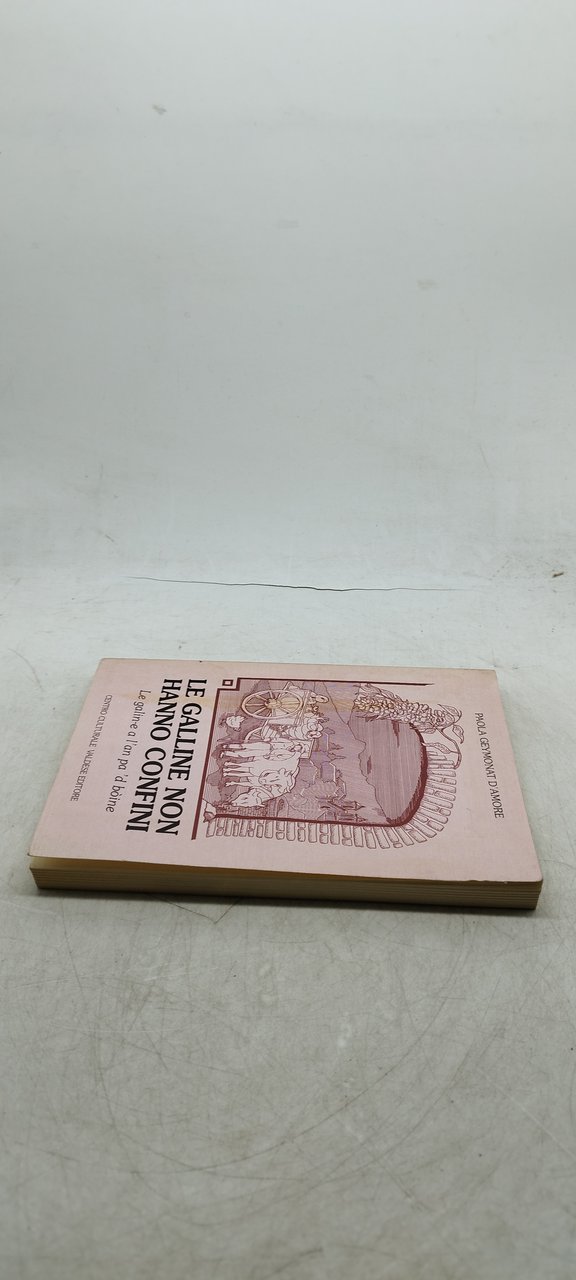 PAOLA GEYMONAT D'AMORE
LE GALLINE NON
HANNO CONFINI
Le galine a l'an pa 'd bòine
CENTRO CULTURALE VALDESE EDITORE